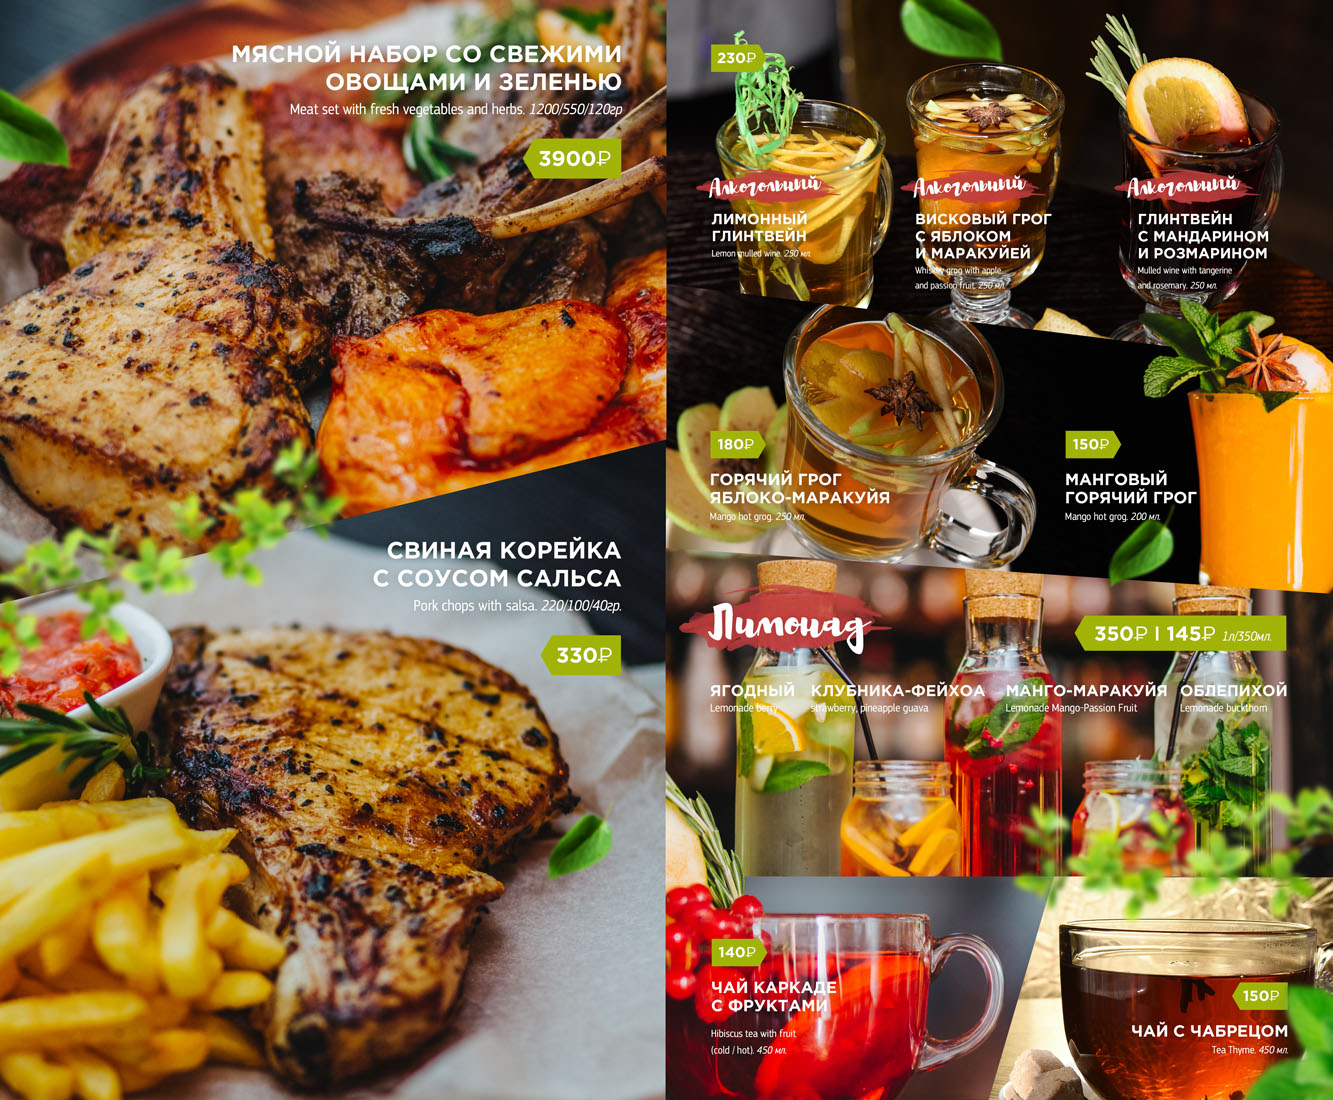 МЯСНОЙ НАБОР СО СВЕЖИМИ
ОВОЩАМИ И ЗЕЛЕНЬЮ
Meat set with fresh vegetables and herbs. 1200/550/120гр
3900₽
СВИНАЯ КОРЕЙКА
С СОУСОМ САЛЬСА
Pork chops with salsa. 220/100/40гр.
330₽
230₽
Алкогольний
ЛИМОННЫЙ
ГЛИНТВЕЙН
Lemon mulled wine. 250 мл.
Алкогольний
ВИСКОВЫЙ ГРОГ
С ЯБЛОКОМ
И МАРАКУЙЕЙ
Whiskey grog with apple
and passion fruit. 250 мл.
Алкогольний
ГЛИНТВЕЙН
С МАНДАРИНОМ
И РОЗМАРИНОМ
Mulled wine with tangerine
and rosemary. 250 мл.
180₽
ГОРЯЧИЙ ГРОГ
ЯБЛОКО-МАРАКУЙЯ
Mango hot grog. 250 мл.
150₽
МАНГОВЫЙ
ГОРЯЧИЙ ГРОГ
Mango hot grog. 200 мл.
Лимонад
350₽ | 145₽ 1л/350мл.
ЯГОДНЫЙ
Lemonade berry
КЛУБНИКА-ФЕЙХОА
strawberry, pineapple guava
МАНГО-МАРАКУЙЯ
Lemonade Mango-Passion Fruit
ОБЛЕПИХОЙ
Lemonade buckthorn
140₽
ЧАЙ КАРКАДЕ
С ФРУКТАМИ
Hibiscus tea with fruit
(cold / hot). 450 мл.
150₽
ЧАЙ С ЧАБРЕЦОМ
Tea Thyme. 450 мл.